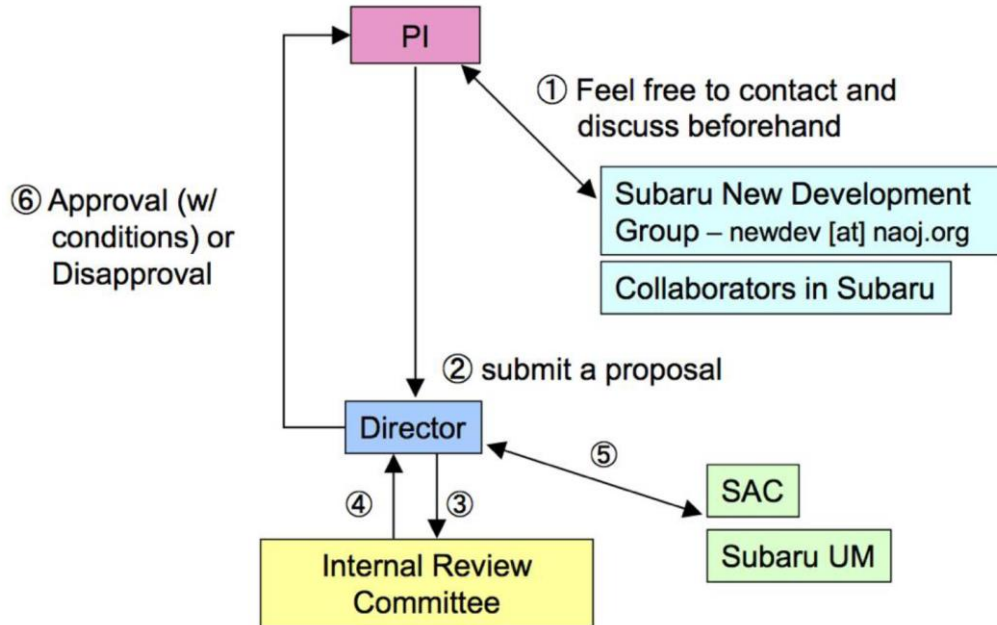 PI
① Feel free to contact and
discuss beforehand
⑥ Approval (w/
conditions) or
Disapproval
Subaru New Development
Group – newdev [at] naoj.org
Collaborators in Subaru
② submit a proposal
Director
⑤
④
③
SAC
Subaru UM
Internal Review
Committee